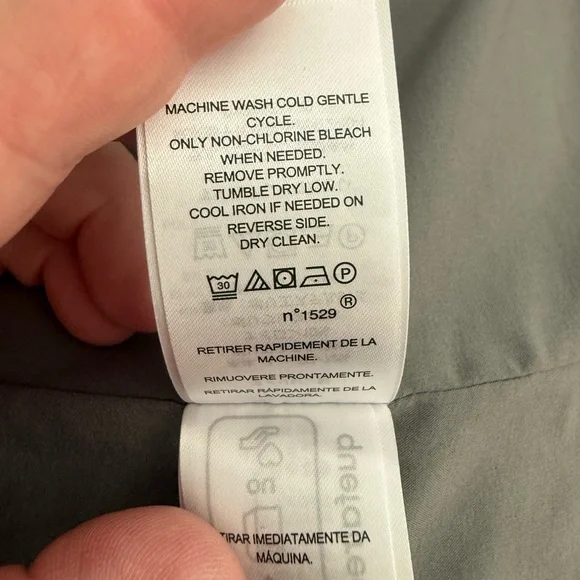 MACHINE WASH COLD GENTLE
CYCLE.
ONLY NON-CHLORINE BLEACH
WHEN NEEDED.
REMOVE PROMPTLY.
TUMBLE DRY LOW.
COOL IRON IF NEEDED ON
REVERSE SIDE.
DRY CLEAN.
30 P
®
n°1529
RETIRER RAPIDEMENT DE LA
MACHINE.
RIMUOVERE PRONTAMENTE.
RETIRAR RÁPIDAMENTE DE LA
LAVADORA.
TIRAR IMEDIATAMENTE DA
MÁQUINA.